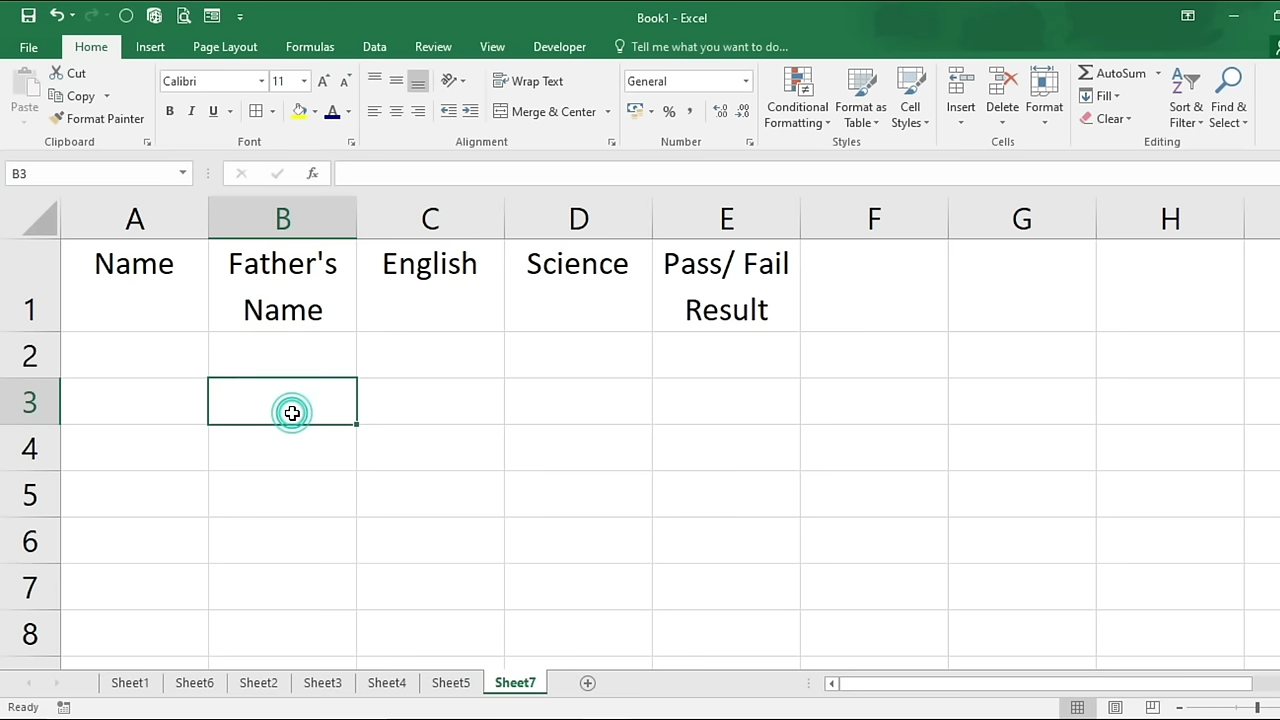 Book1 - Excel
File Home Insert Page Layout Formulas Data Review View Developer Tell me what you want to do...
Paste
Cut
Copy
Format Painter
Clipboard
Calibri 11
B I U A
Font
Wrap Text
Merge & Center
Alignment
General
% ,
Number
Conditional Formatting
Format as Table
Cell Styles
Styles
Insert Delete Format
Cells
AutoSum
Fill
Clear
Sort & Filter
Find & Select
Editing
B3 fx
A B C D E F G H
1 Name Father's Name English Science Pass/ Fail Result
2
3
4
5
6
7
8
Sheet1 Sheet6 Sheet2 Sheet3 Sheet4 Sheet5 Sheet7
Ready